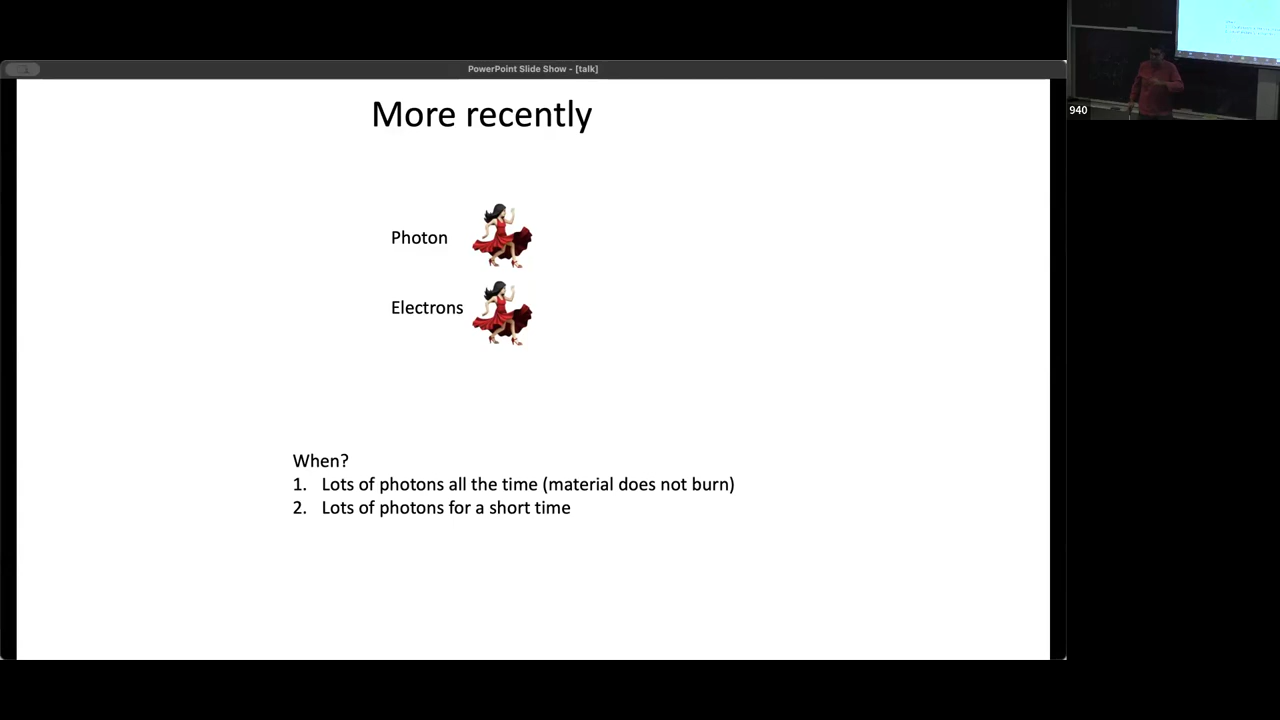 PowerPoint Slide Show - [talk]
More recently
Photon
Electrons
When?
1. Lots of photons all the time (material does not burn)
2. Lots of photons for a short time
940